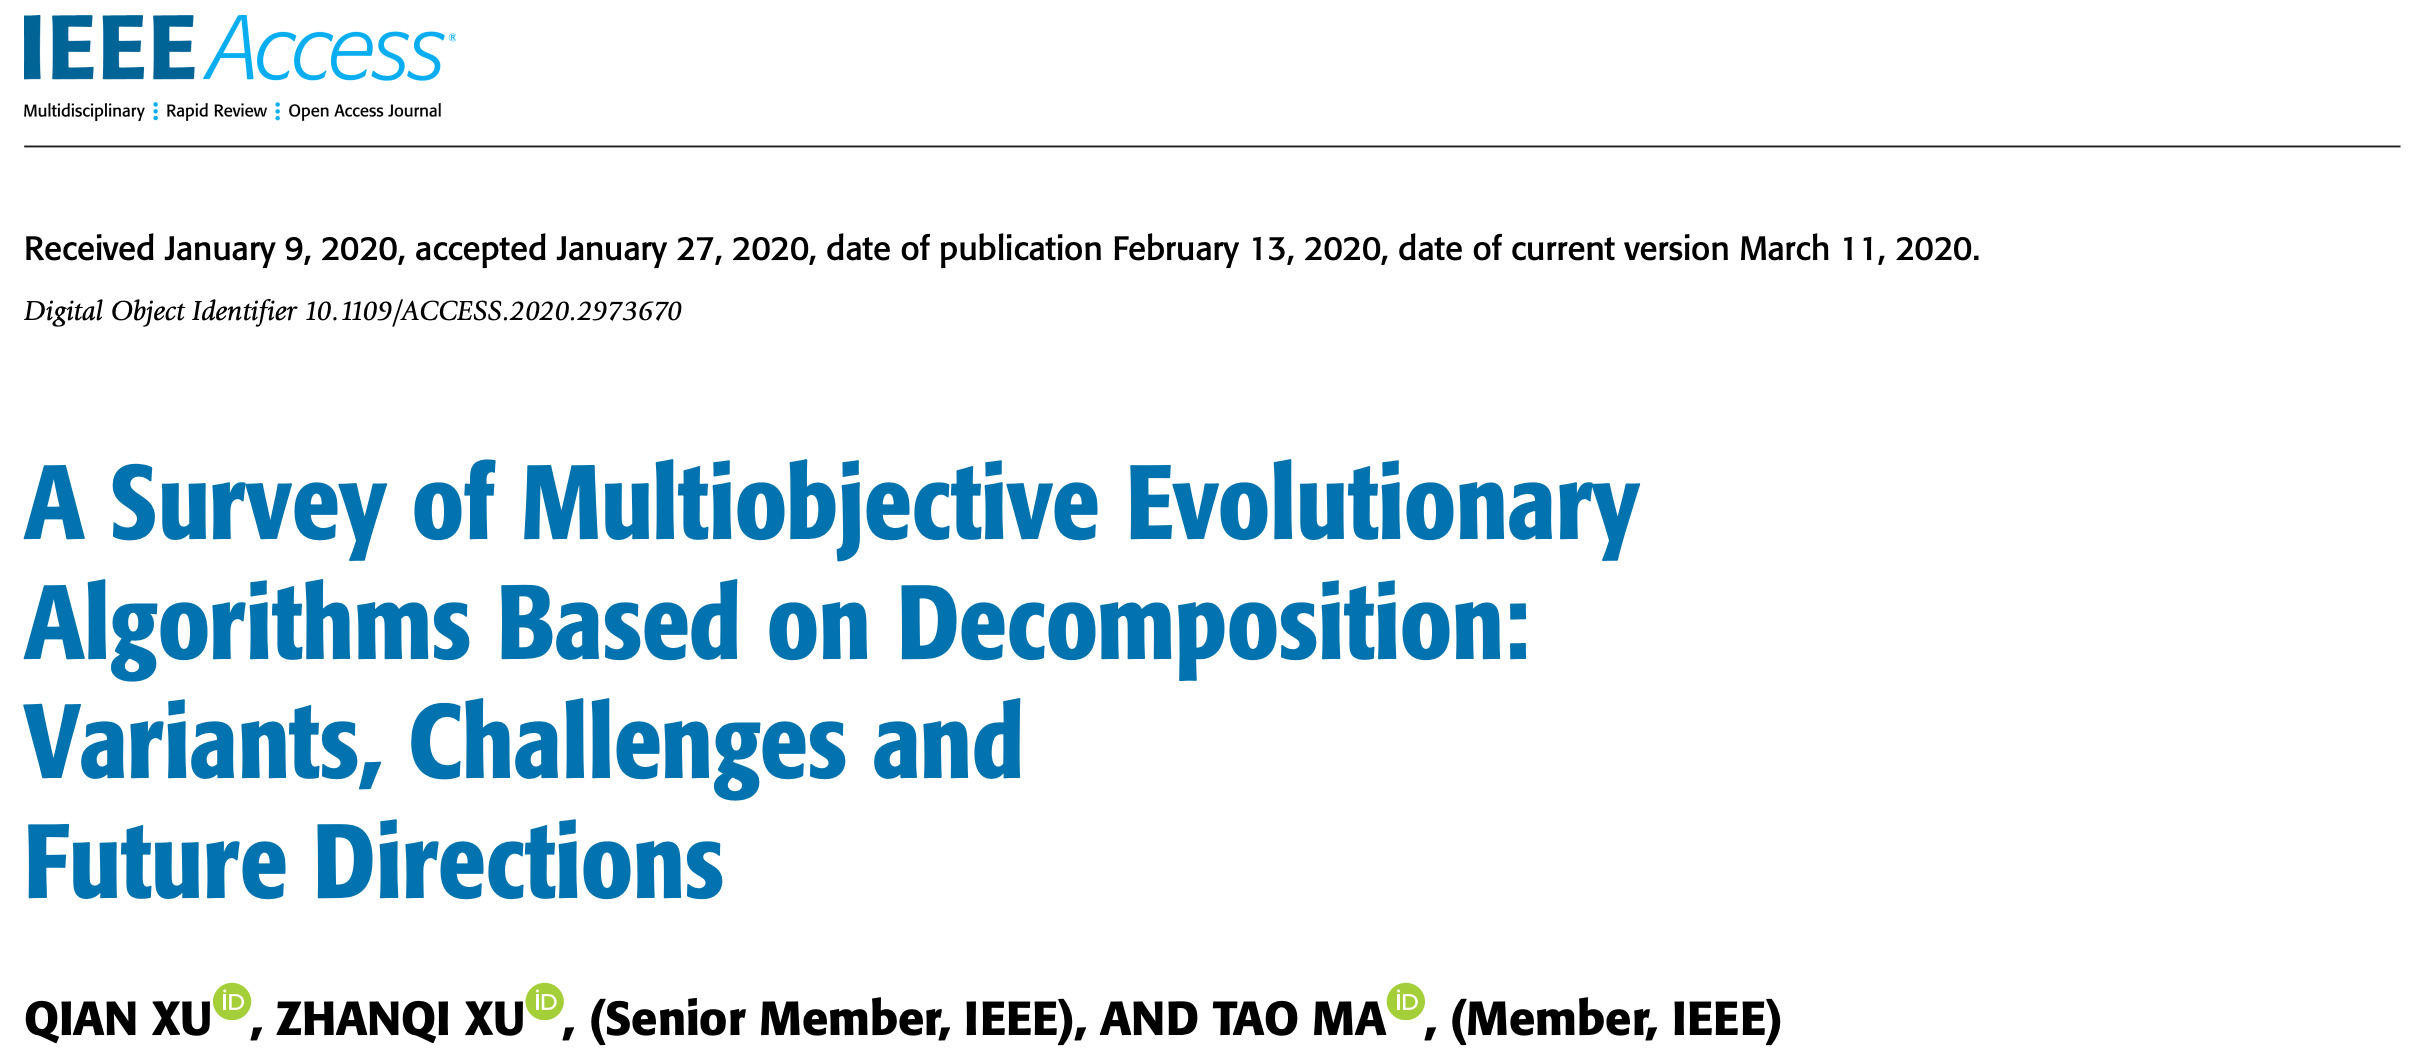 IEEE Access®
Multidisciplinary ⋮ Rapid Review ⋮ Open Access Journal
Received January 9, 2020, accepted January 27, 2020, date of publication February 13, 2020, date of current version March 11, 2020.
Digital Object Identifier 10.1109/ACCESS.2020.2973670
A Survey of Multiobjective Evolutionary
Algorithms Based on Decomposition:
Variants, Challenges and
Future Directions
QIAN XU iD, ZHANQI XU iD, (Senior Member, IEEE), AND TAO MA iD, (Member, IEEE)